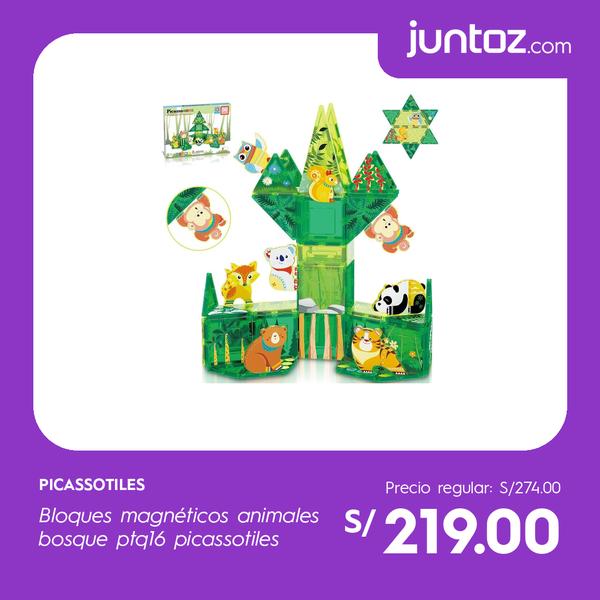 juntoz.com
PICASSOTILES
Bloques magnéticos animales
bosque ptq16 picassotiles
Precio regular: S/274.00
S/219.00